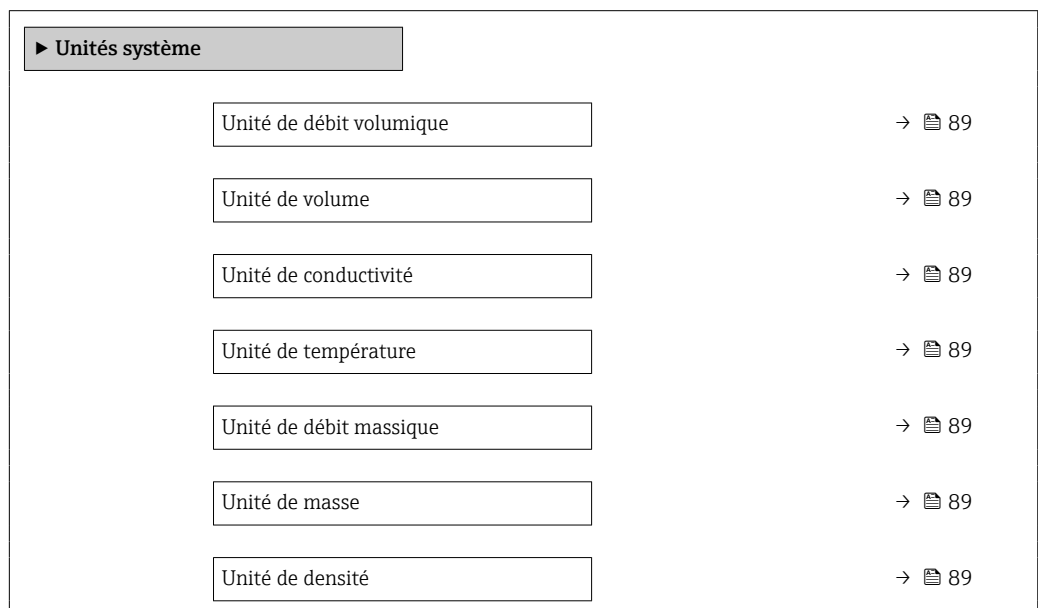 ▶ Unités système
Unité de débit volumique → 89
Unité de volume → 89
Unité de conductivité → 89
Unité de température → 89
Unité de débit massique → 89
Unité de masse → 89
Unité de densité → 89